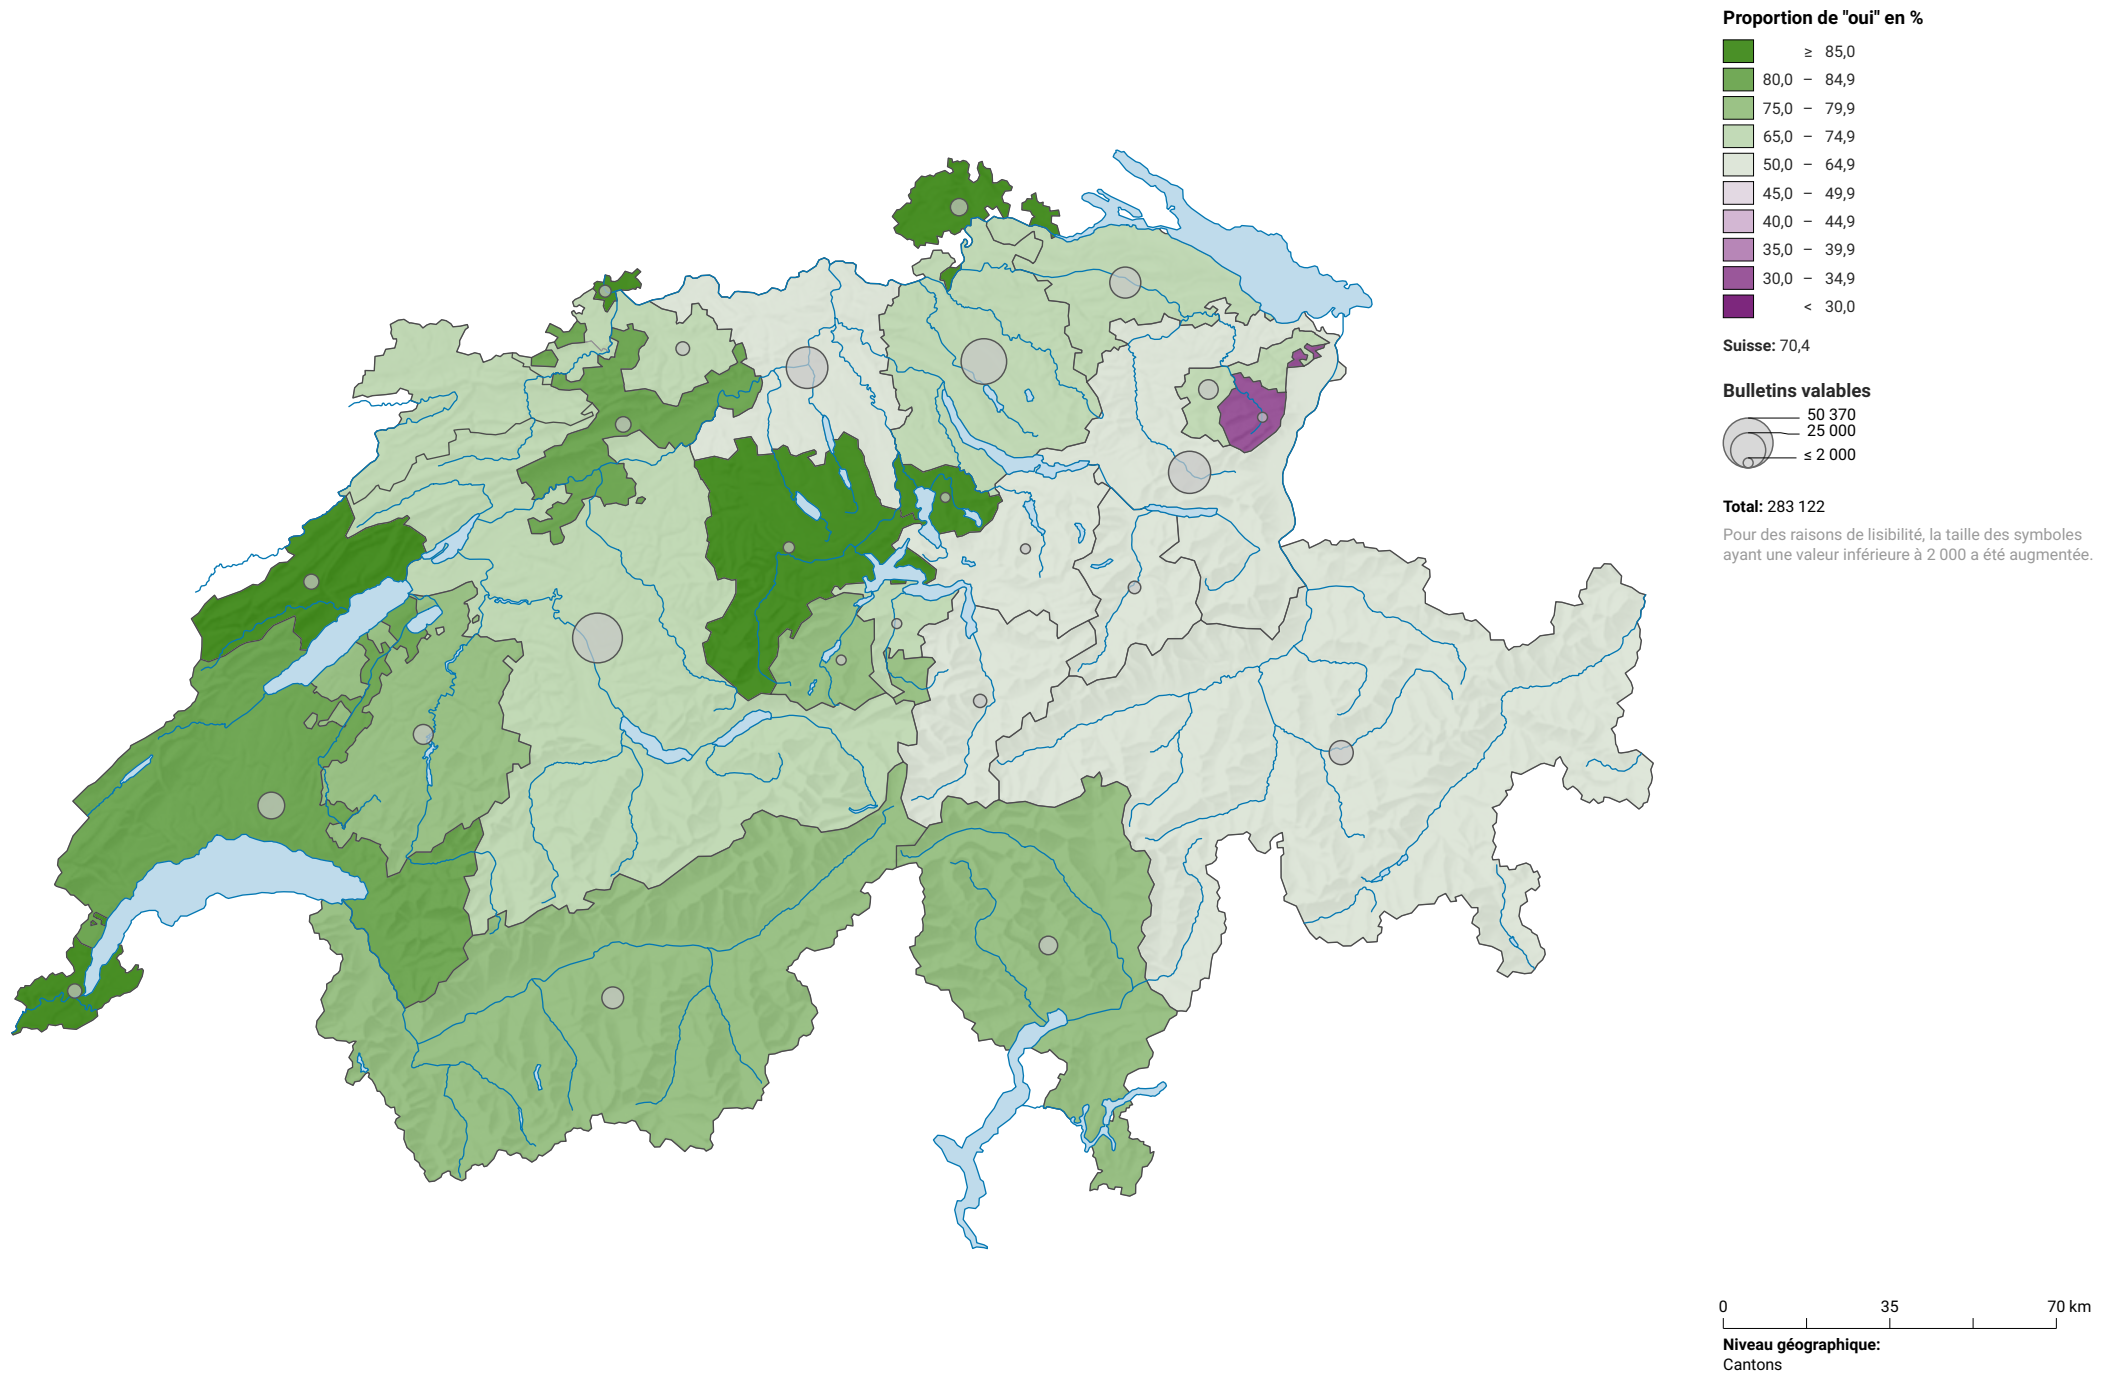 Proportion de "oui" en %
≥ 85,0
80,0 – 84,9
75,0 – 79,9
65,0 – 74,9
50,0 – 64,9
45,0 – 49,9
40,0 – 44,9
35,0 – 39,9
30,0 – 34,9
< 30,0
Suisse: 70,4
Bulletins valables
50 370
25 000
≤ 2 000
Total: 283 122
Pour des raisons de lisibilité, la taille des symboles
ayant une valeur inférieure à 2 000 a été augmentée.
0 35 70 km
Niveau géographique:
Cantons